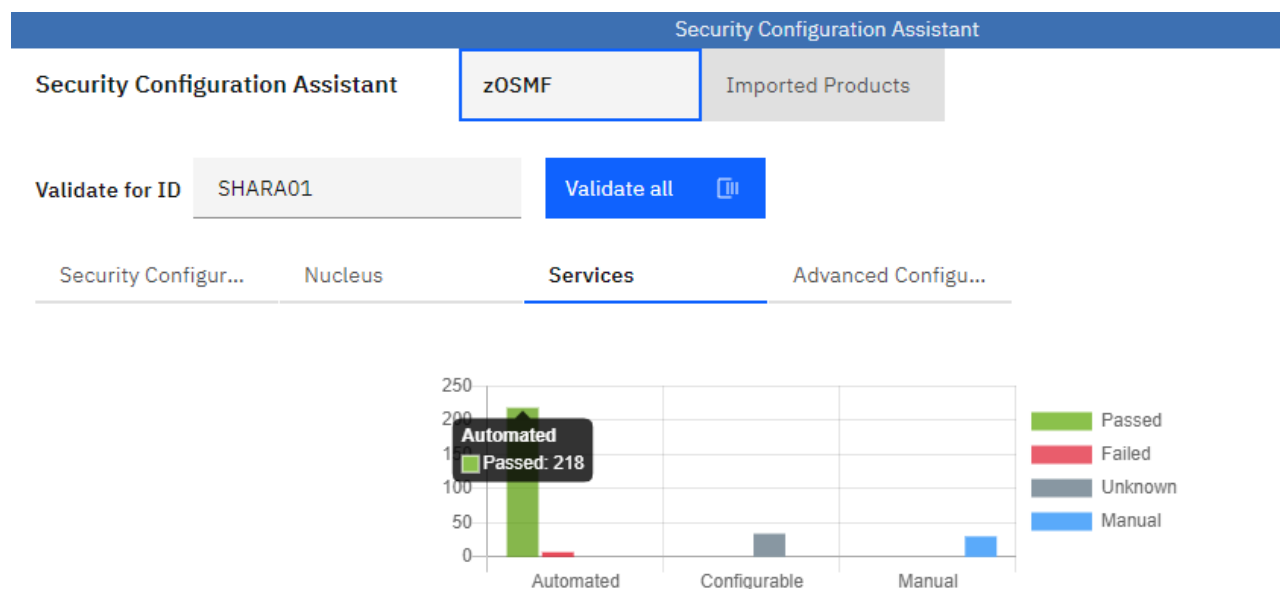 Security Configuration Assistant
Security Configuration Assistant zOSMF Imported Products
Validate for ID SHARA01 Validate all
Security Configur... Nucleus Services Advanced Configu...
250
200
Automated
150
Passed: 218
100
50
0
Automated Configurable Manual
Passed
Failed
Unknown
Manual